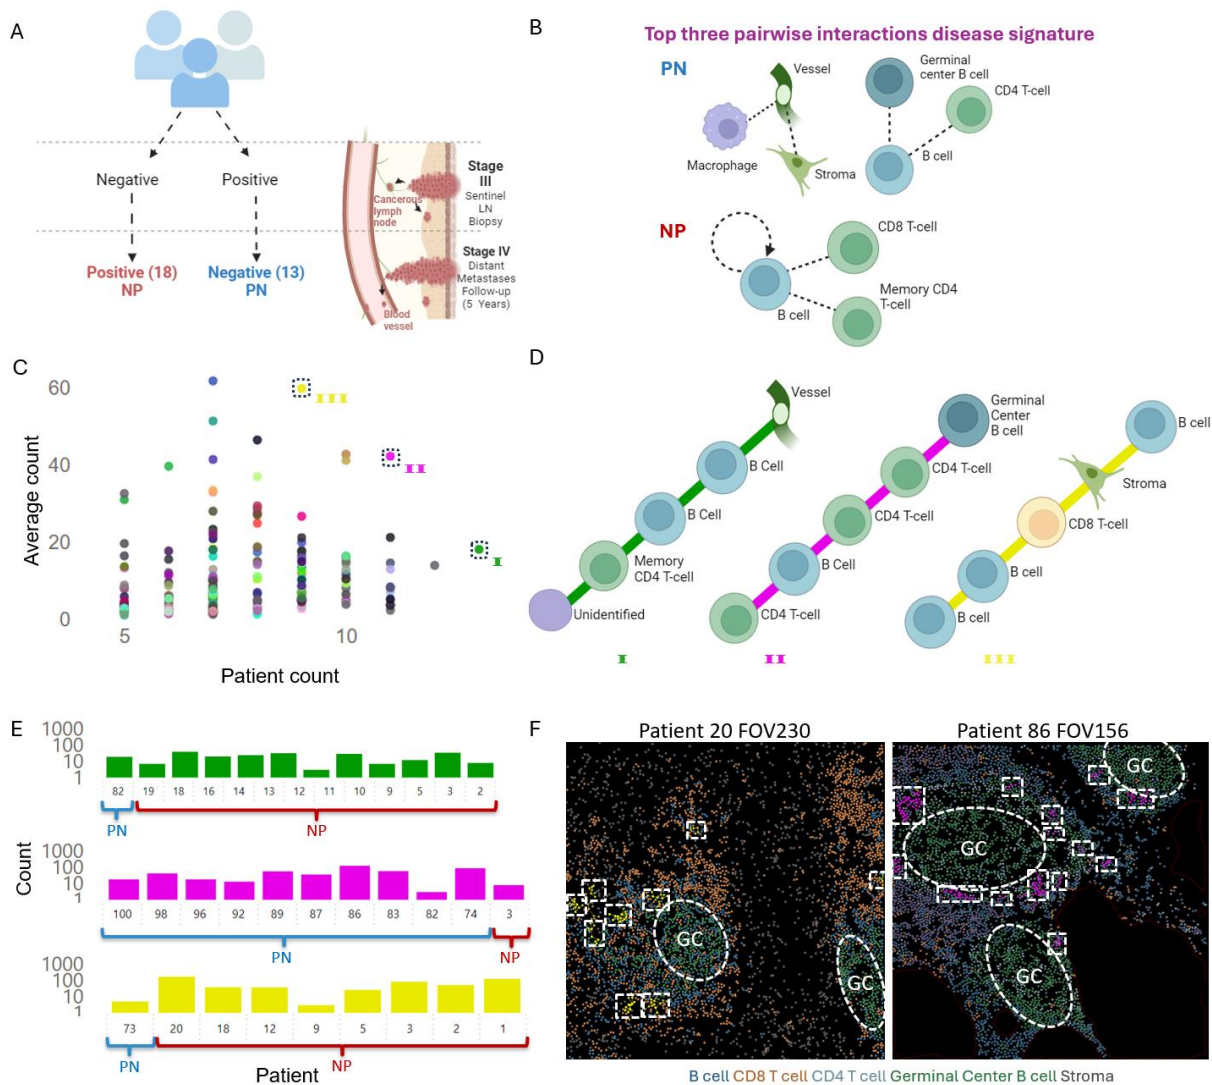 A
Negative
Positive
Positive (18)
NP
Negative (13)
PN
Cancerous
lymph
node
Stage
III
Sentinel
LN
Biopsy
Stage IV
Distant
Metastases
Follow-up
(5 Years)
Blood
vessel
B
Top three pairwise interactions disease signature
PN
Vessel
Macrophage
Stroma
Germinal
center B cell
CD4 T-cell
B cell
NP
CD8 T-cell
B cell
Memory CD4
T-cell
C
60
40
20
0
Average count
III
II
I
5
10
Patient count
D
Vessel
B Cell
B Cell
Memory
CD4 T-cell
Unidentified
I
Germinal
Center
B cell
CD4 T-cell
CD4 T-cell
B Cell
CD4 T-cell
II
B cell
Stroma
CD8 T-cell
B cell
B cell
III
E
1000
100
10
1
82 19 18 16 14 13 12 11 10 9 5 3 2
PN NP
Count
1000
100
10
1
100 98 96 92 89 87 86 83 82 74 3
PN NP
1000
100
10
1
73 20 18 12 9 5 3 2 1
PN NP
Patient
F
Patient 20 FOV230
GC
GC
Patient 86 FOV156
GC
GC
GC
B cell CD8 T cell CD4 T cell Germinal Center B cell Stroma